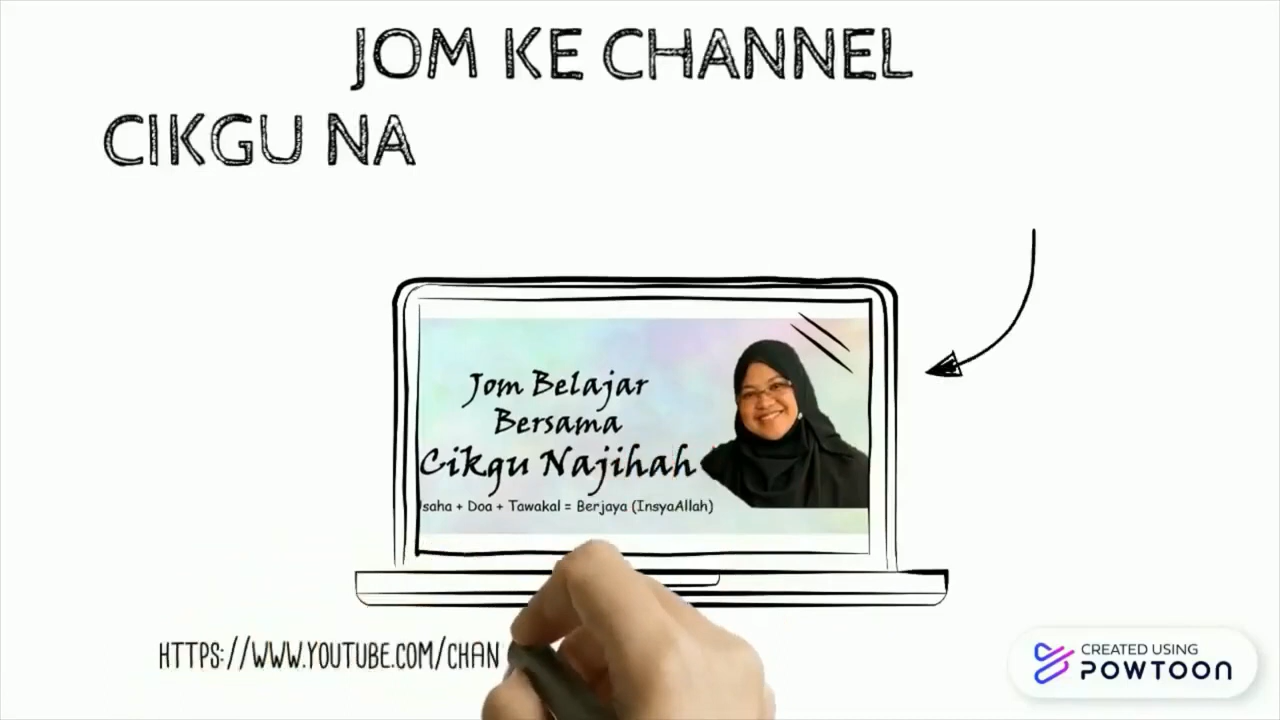 JOM KE CHANNEL
CIKGU NA
Jom Belajar
Bersama
Cikgu Najihah
saha + Doa + Tawakal = Berjaya (InsyaAllah)
HTTPS://WWW.YOUTUBE.COM/CHAN
CREATED USING
POWTOON